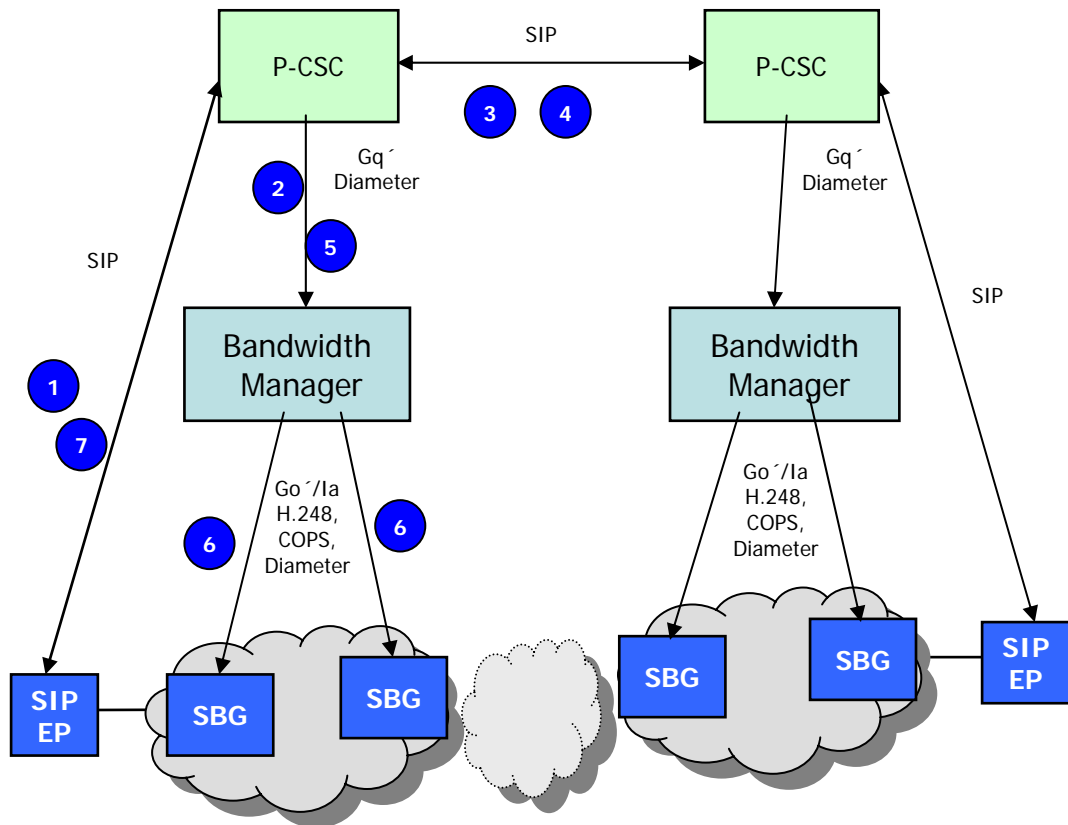 P-CSC
SIP
P-CSC
3
4
Gq´
Diameter
2
5
Gq´
Diameter
SIP
SIP
Bandwidth
Manager
Bandwidth
Manager
1
7
Go´/Ia
H.248,
COPS,
Diameter
6
6
Go´/Ia
H.248,
COPS,
Diameter
SIP
EP
SBG
SBG
SBG
SBG
SIP
EP